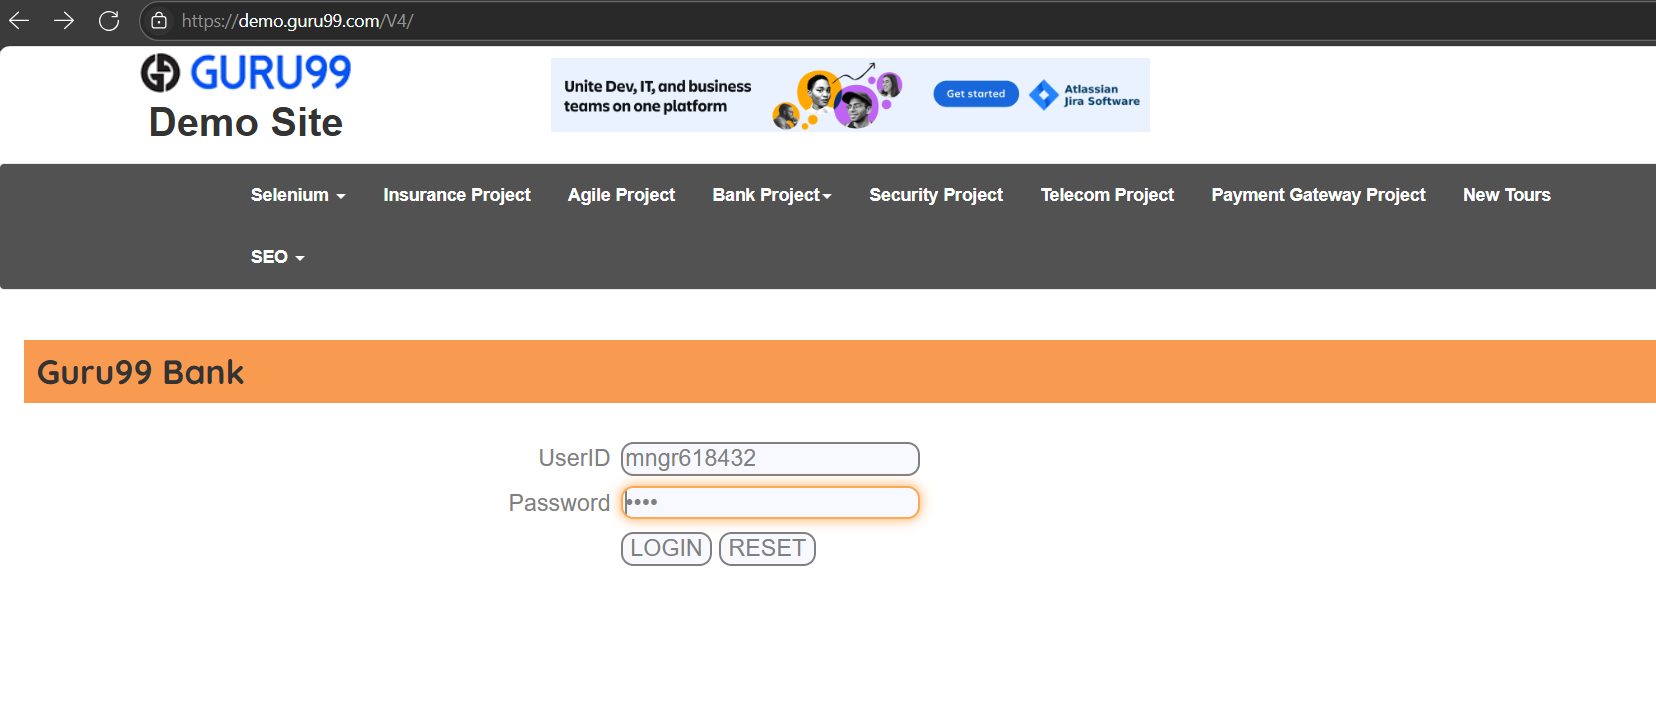 https://demo.guru99.com/V4/
GURU99
Demo Site
Unite Dev, IT, and business
teams on one platform
Get started
Atlassian
Jira Software
Selenium
Insurance Project
Agile Project
Bank Project
Security Project
Telecom Project
Payment Gateway Project
New Tours
SEO
Guru99 Bank
UserID mngr618432
Password ••••
LOGIN RESET